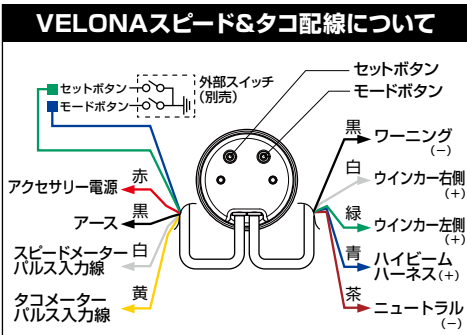 VELONAスピード&タコ配線について
セットボタン
モードボタン
外部スイッチ
(別売)
セットボタン
モードボタン
赤
アクセサリー電源
黒
アース
白
スピードメーター
パルス入力線
黄
タコメーター
パルス入力線
黒
ワーニング
(−)
白
ウインカー右側
(+)
緑
ウインカー左側
(+)
青
ハイビーム
ハーネス(+)
茶
ニュートラル
(−)